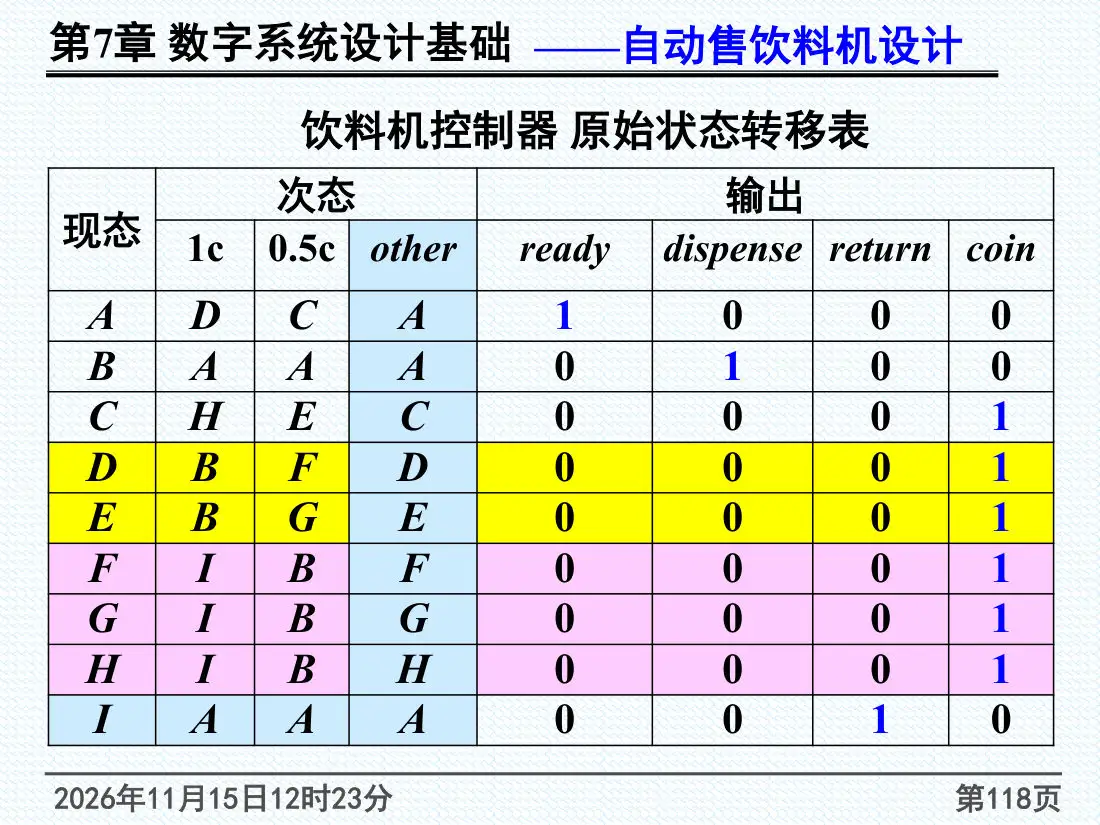 第7章 数字系统设计基础 ——自动售饮料机设计
饮料机控制器 原始状态转移表
现态 次态 输出
1c 0.5c other ready dispense return coin
A D C A 1 0 0 0
B A A A 0 1 0 0
C H E C 0 0 0 1
D B F D 0 0 0 1
E B G E 0 0 0 1
F I B F 0 0 0 1
G I B G 0 0 0 1
H I B H 0 0 0 1
I A A A 0 0 1 0
2026年11月15日12时23分 第118页